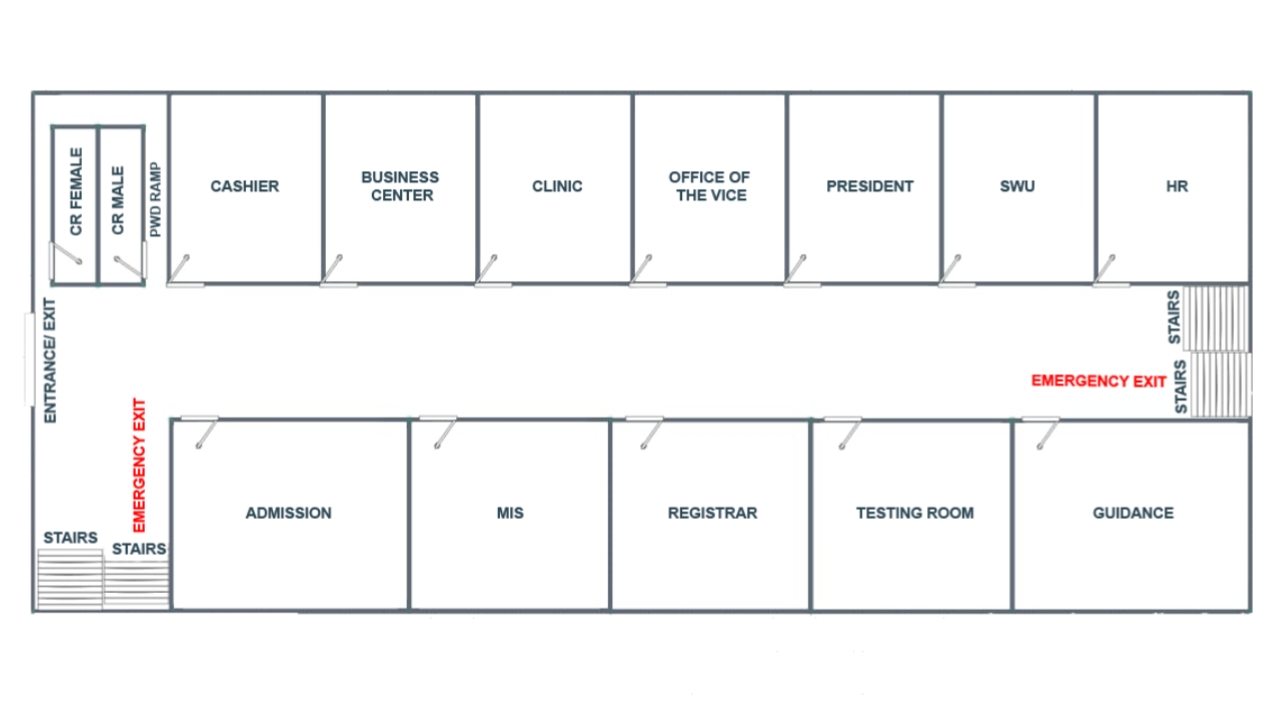 CR FEMALE
CR MALE
PWD RAMP
CASHIER
BUSINESS
CENTER
CLINIC
OFFICE OF
THE VICE
PRESIDENT
SWU
HR
ENTRANCE/ EXIT
STAIRS
EMERGENCY EXIT
STAIRS
EMERGENCY EXIT
ADMISSION
MIS
REGISTRAR
TESTING ROOM
GUIDANCE
STAIRS
STAIRS